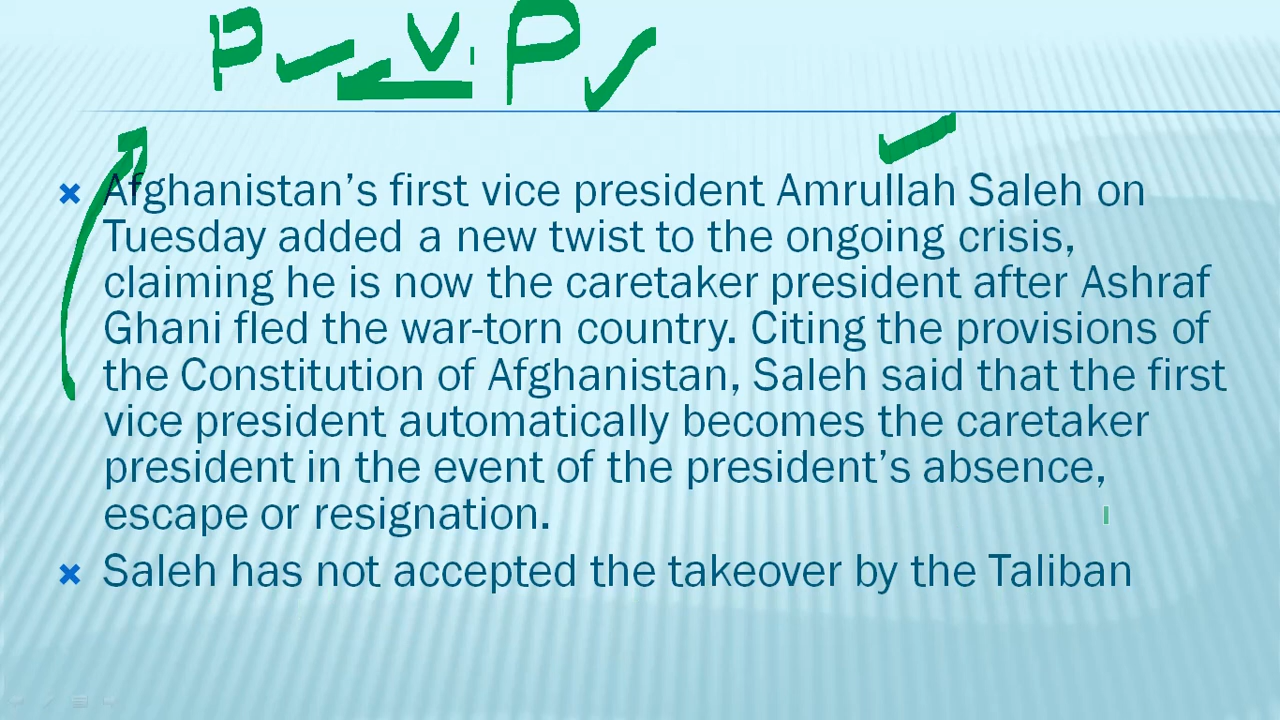 P V P
Afghanistan’s first vice president Amrullah Saleh on
Tuesday added a new twist to the ongoing crisis,
claiming he is now the caretaker president after Ashraf
Ghani fled the war-torn country. Citing the provisions of
the Constitution of Afghanistan, Saleh said that the first
vice president automatically becomes the caretaker
president in the event of the president’s absence,
escape or resignation.
Saleh has not accepted the takeover by the Taliban